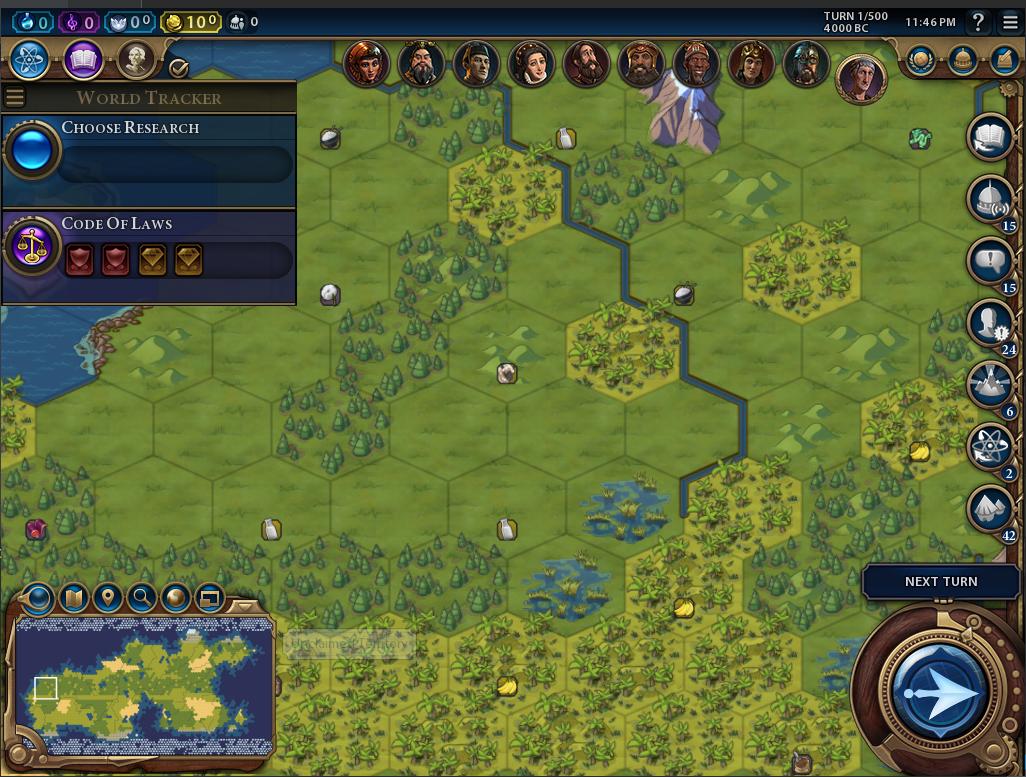 0 0 0 0 10 0 0
TURN 1/500
4000 BC
11:46 PM
?
WORLD TRACKER
CHOOSE RESEARCH
CODE OF LAWS
15
15
24
6
2
42
NEXT TURN